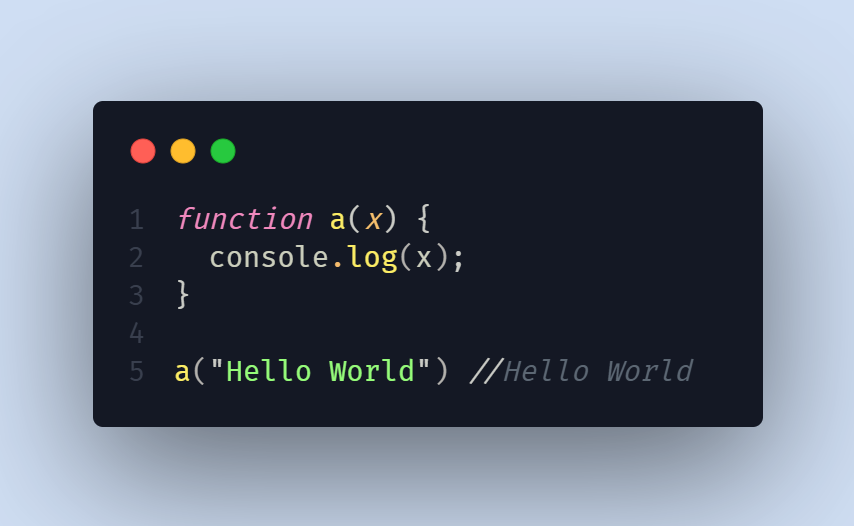 1 function a(x) {
2   console.log(x);
3 }
4
5 a("Hello World") //Hello World